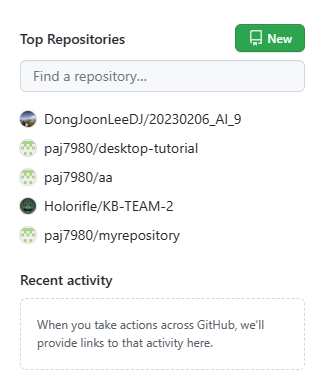 Top Repositories
New
Find a repository...
DongJoonLeeDJ/20230206_AI_9
paj7980/desktop-tutorial
paj7980/aa
Holorifle/KB-TEAM-2
paj7980/myrepository
Recent activity
When you take actions across GitHub, we'll
provide links to that activity here.